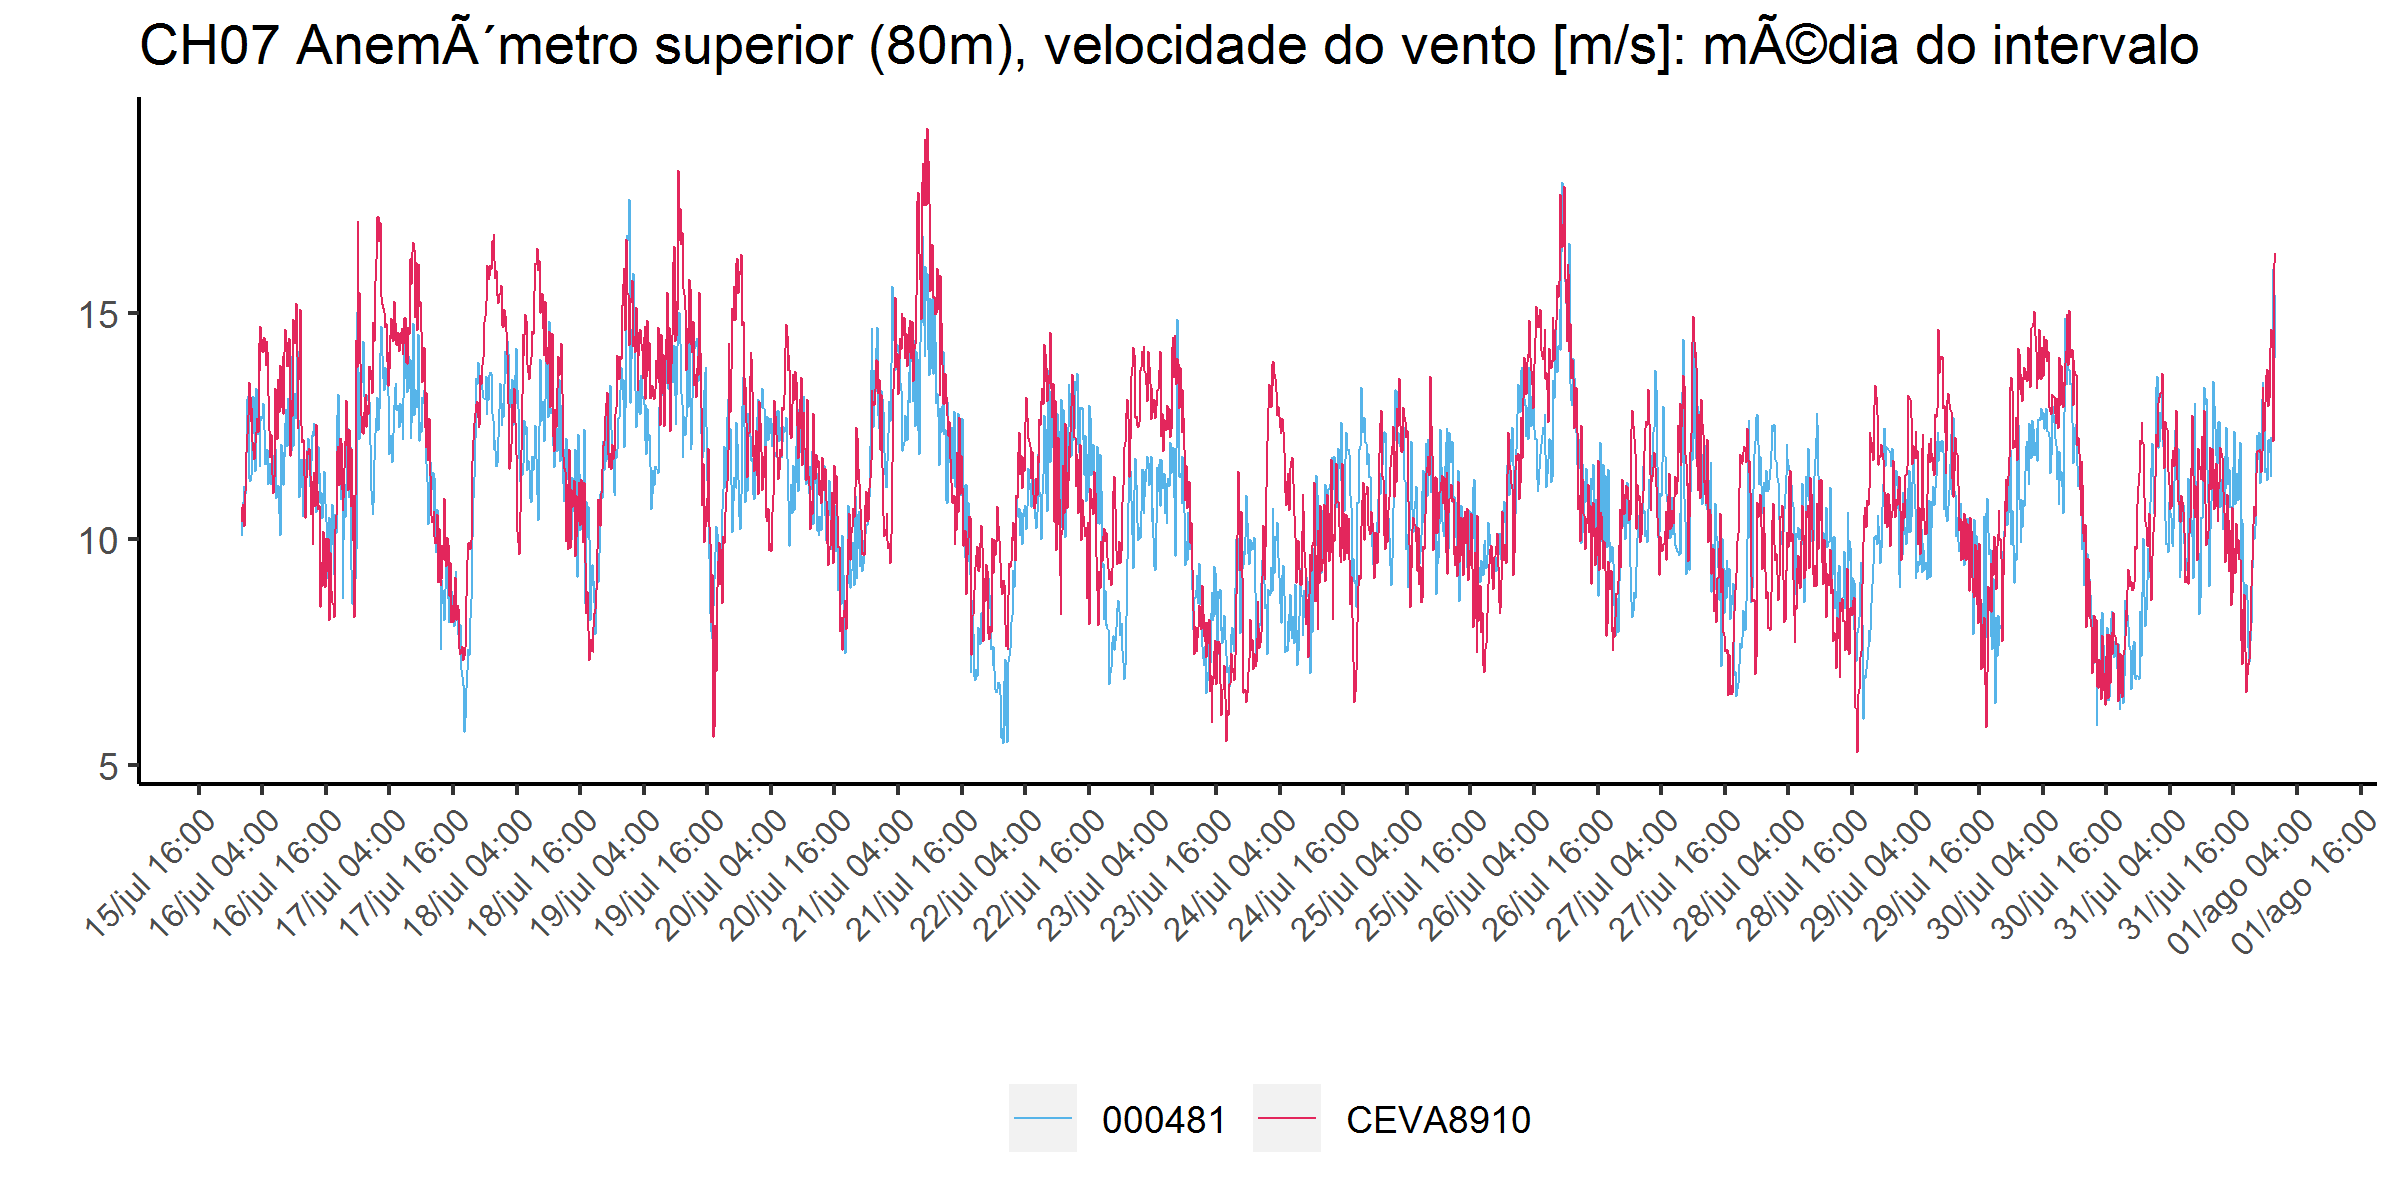 CH07 AnemÃ´metro superior (80m), velocidade do vento [m/s]: mÃ©dia do intervalo
15
10
5
15/jul 16:00
16/jul 04:00
16/jul 16:00
17/jul 04:00
17/jul 16:00
18/jul 04:00
18/jul 16:00
19/jul 04:00
19/jul 16:00
20/jul 04:00
20/jul 16:00
21/jul 04:00
21/jul 16:00
22/jul 04:00
22/jul 16:00
23/jul 04:00
23/jul 16:00
24/jul 04:00
24/jul 16:00
25/jul 04:00
25/jul 16:00
26/jul 04:00
26/jul 16:00
27/jul 04:00
27/jul 16:00
28/jul 04:00
28/jul 16:00
29/jul 04:00
29/jul 16:00
30/jul 04:00
30/jul 16:00
31/jul 04:00
31/jul 16:00
01/ago 04:00
01/ago 16:00
000481
CEVA8910